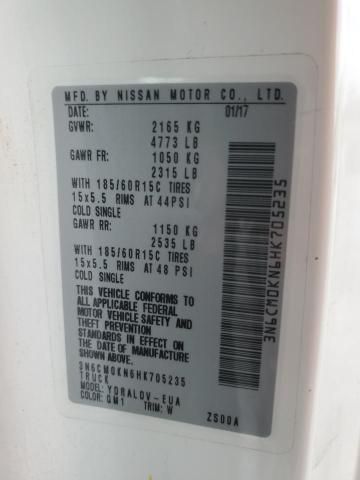 MFD. BY NISSAN MOTOR CO., LTD.
DATE: 01/17
GVWR: 2165 KG
4773 LB
GAWR FR: 1050 KG
2315 LB
WITH 185/60R15C TIRES
15x5.5 RIMS AT 44PSI
COLD SINGLE
GAWR RR: 1150 KG
2535 LB
WITH 185/60R15C TIRES
15x5.5 RIMS AT 48 PSI
COLD SINGLE
THIS VEHICLE CONFORMS TO
ALL APPLICABLE FEDERAL
MOTOR VEHICLE SAFETY AND
THEFT PREVENTION
STANDARDS IN EFFECT ON
THE DATE OF MANUFACTURE
SHOWN ABOVE.
3N6CM0KN6HK705235
TRUCK
MODEL: YDRALDV-EUA
COLOR: QM1 TRIM: W
ZS00A
3N6CM0KN6HK705235